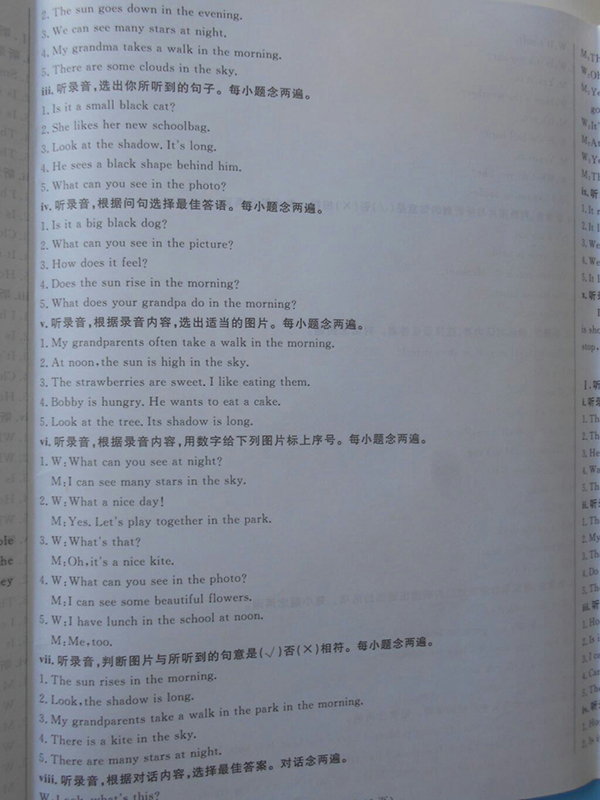 2. The sun goes down in the evening.
3. We can see many stars at night.
4. My grandma takes a walk in the morning.
5. There are some clouds in the sky.
iii. 听录音,选出你所听到的句子。每小题念两遍。
1. Is it a small black cat?
2. She likes her new schoolbag.
3. Look at the shadow. It's long.
4. He sees a black shape behind him.
5. What can you see in the photo?
iv. 听录音,根据问句选择最佳答语。每小题念两遍。
1. Is it a big black dog?
2. What can you see in the picture?
3. How does it feel?
4. Does the sun rise in the morning?
5. What does your grandpa do in the morning?
v. 听录音,根据录音内容,选出适当的图片。每小题念两遍。
1. My grandparents often take a walk in the morning.
2. At noon, the sun is high in the sky.
3. The strawberries are sweet. I like eating them.
4. Bobby is hungry. He wants to eat a cake.
5. Look at the tree. Its shadow is long.
vi. 听录音,根据录音内容,用数字给下列图片标上序号。每小题念两遍。
1. W: What can you see at night?
M: I can see many stars in the sky.
2. W: What a nice day!
M: Yes. Let's play together in the park.
3. W: What's that?
M: Oh, it's a nice kite.
4. W: What can you see in the photo?
M: I can see some beautiful flowers.
5. W: I have lunch in the school at noon.
M: Me, too.
vii. 听录音,判断图片与所听到的句意是(√)否(×)相符。每小题念两遍。
1. The sun rises in the morning.
2. Look, the shadow is long.
3. My grandparents take a walk in the park in the morning.
4. There is a kite in the sky.
5. There are many stars at night.
viii. 听录音,根据对话内容,选择最佳答案。对话念两遍。
W: Look, what's this?